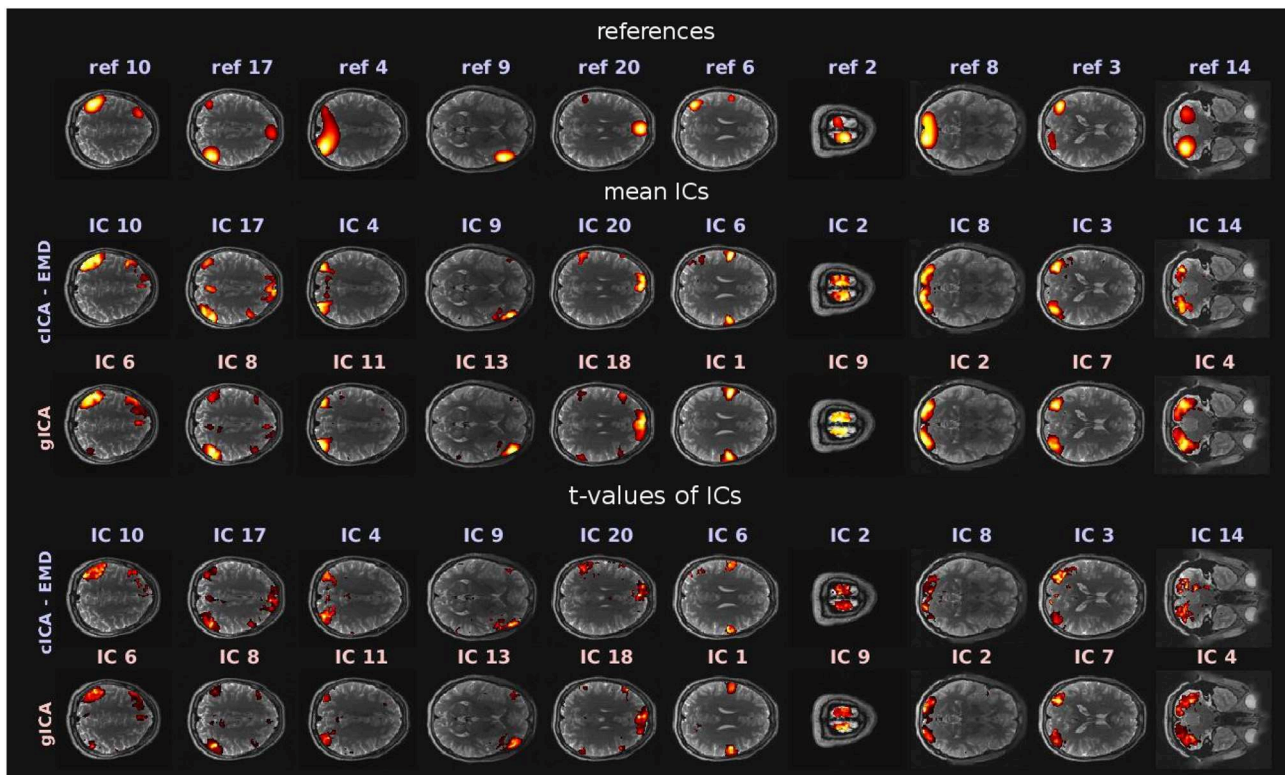 references
ref 10 ref 17 ref 4 ref 9 ref 20 ref 6 ref 2 ref 8 ref 3 ref 14
mean ICs
IC 10 IC 17 IC 4 IC 9 IC 20 IC 6 IC 2 IC 8 IC 3 IC 14
cICA - EMD
IC 6 IC 8 IC 11 IC 13 IC 18 IC 1 IC 9 IC 2 IC 7 IC 4
gICA
t-values of ICs
IC 10 IC 17 IC 4 IC 9 IC 20 IC 6 IC 2 IC 8 IC 3 IC 14
cICA - EMD
IC 6 IC 8 IC 11 IC 13 IC 18 IC 1 IC 9 IC 2 IC 7 IC 4
gICA